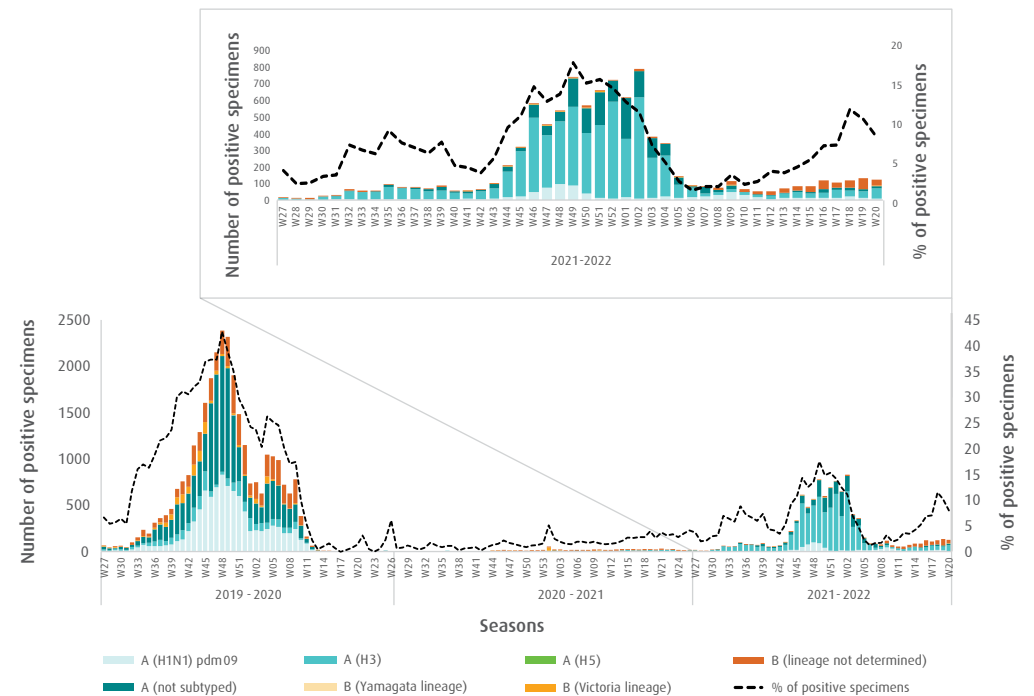 Number of positive specimens
900
800
700
600
500
400
300
200
100
0
20
15
10
5
0
% of positive specimens
W27 W28 W29 W30 W31 W32 W33 W34 W35 W36 W37 W38 W39 W40 W41 W42 W43 W44 W45 W46 W47 W48 W49 W50 W51 W52 W01 W02 W03 W04 W05 W06 W07 W08 W09 W10 W11 W12 W13 W14 W15 W16 W17 W18 W19 W20
2021-2022
Number of positive specimens
2500
2000
1500
1000
500
0
45
40
35
30
25
20
15
10
5
0
% of positive specimens
W27 W30 W33 W36 W39 W42 W45 W48 W51 W02 W05 W08 W11 W14 W17 W20 W23 W26 W29 W32 W35 W38 W41 W44 W47 W50 W53 W03 W06 W09 W12 W15 W18 W21 W24 W27 W30 W33 W36 W39 W42 W45 W48 W51 W02 W05 W08 W11 W14 W17 W20
2019 - 2020
2020 - 2021
2021-2022
Seasons
A (H1N1) pdm09
A (H3)
A (H5)
B (lineage not determined)
A (not subtyped)
B (Yamagata lineage)
B (Victoria lineage)
% of positive specimens